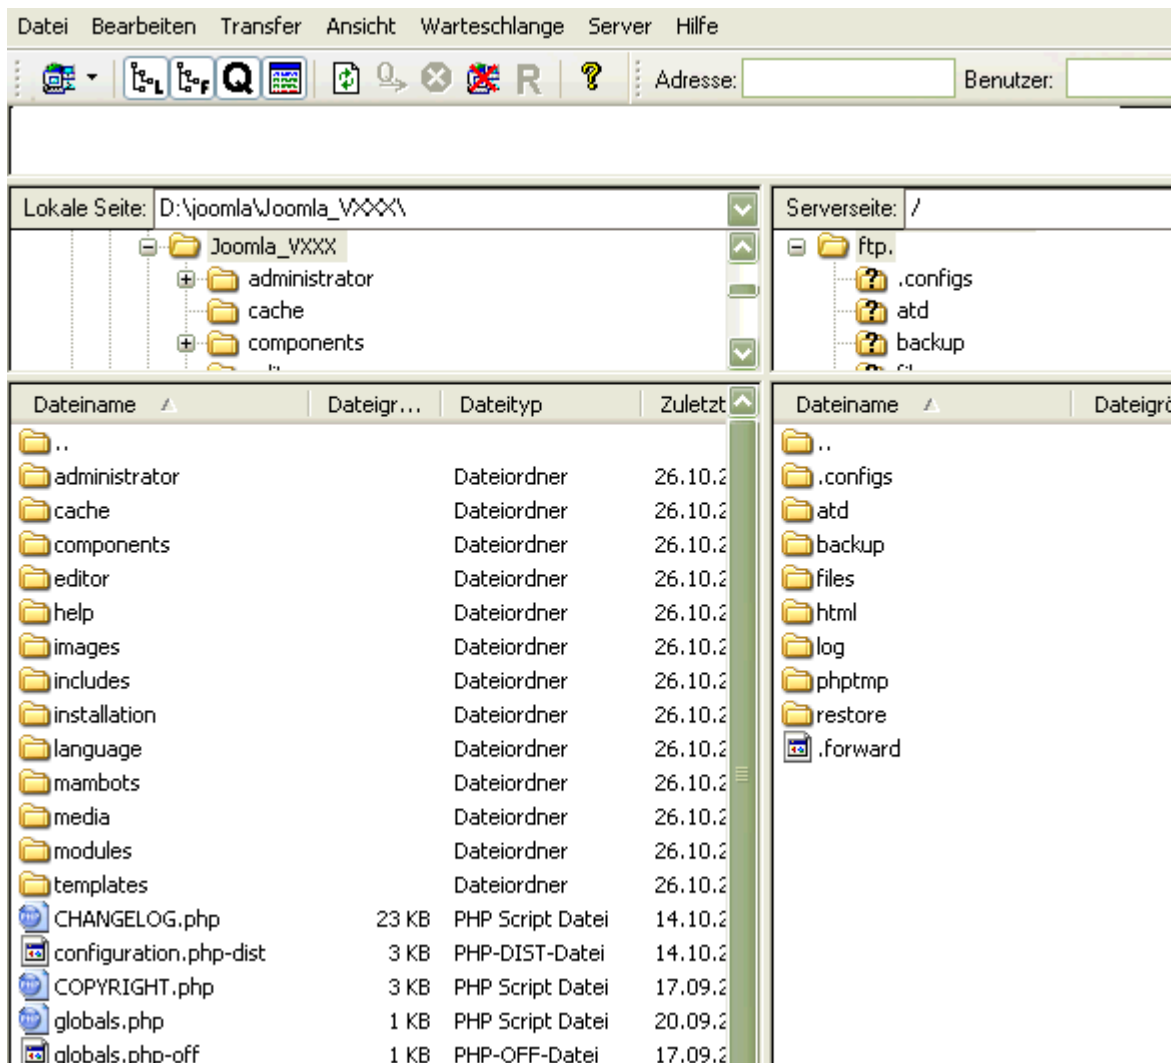 Datei Bearbeiten Transfer Ansicht Warteschlange Server Hilfe
L F Q Q R ? Adresse: Benutzer:
Lokale Seite: D:\joomla\Joomla_VXXX\
Joomla_VXXX
administrator
cache
components
Serverseite: /
ftp.
.configs
atd
backup
Dateiname Dateigr... Dateityp Zuletzt
..
administrator Dateiordner 26.10.2
cache Dateiordner 26.10.2
components Dateiordner 26.10.2
editor Dateiordner 26.10.2
help Dateiordner 26.10.2
images Dateiordner 26.10.2
includes Dateiordner 26.10.2
installation Dateiordner 26.10.2
language Dateiordner 26.10.2
mambots Dateiordner 26.10.2
media Dateiordner 26.10.2
modules Dateiordner 26.10.2
templates Dateiordner 26.10.2
CHANGELOG.php 23 KB PHP Script Datei 14.10.2
configuration.php-dist 3 KB PHP-DIST-Datei 14.10.2
COPYRIGHT.php 3 KB PHP Script Datei 17.09.2
globals.php 1 KB PHP Script Datei 20.09.2
globals.php-off 1 KB PHP-OFF-Datei 17.09.2
Dateiname Dateigrö
..
.configs
atd
backup
files
html
log
phptmp
restore
.forward